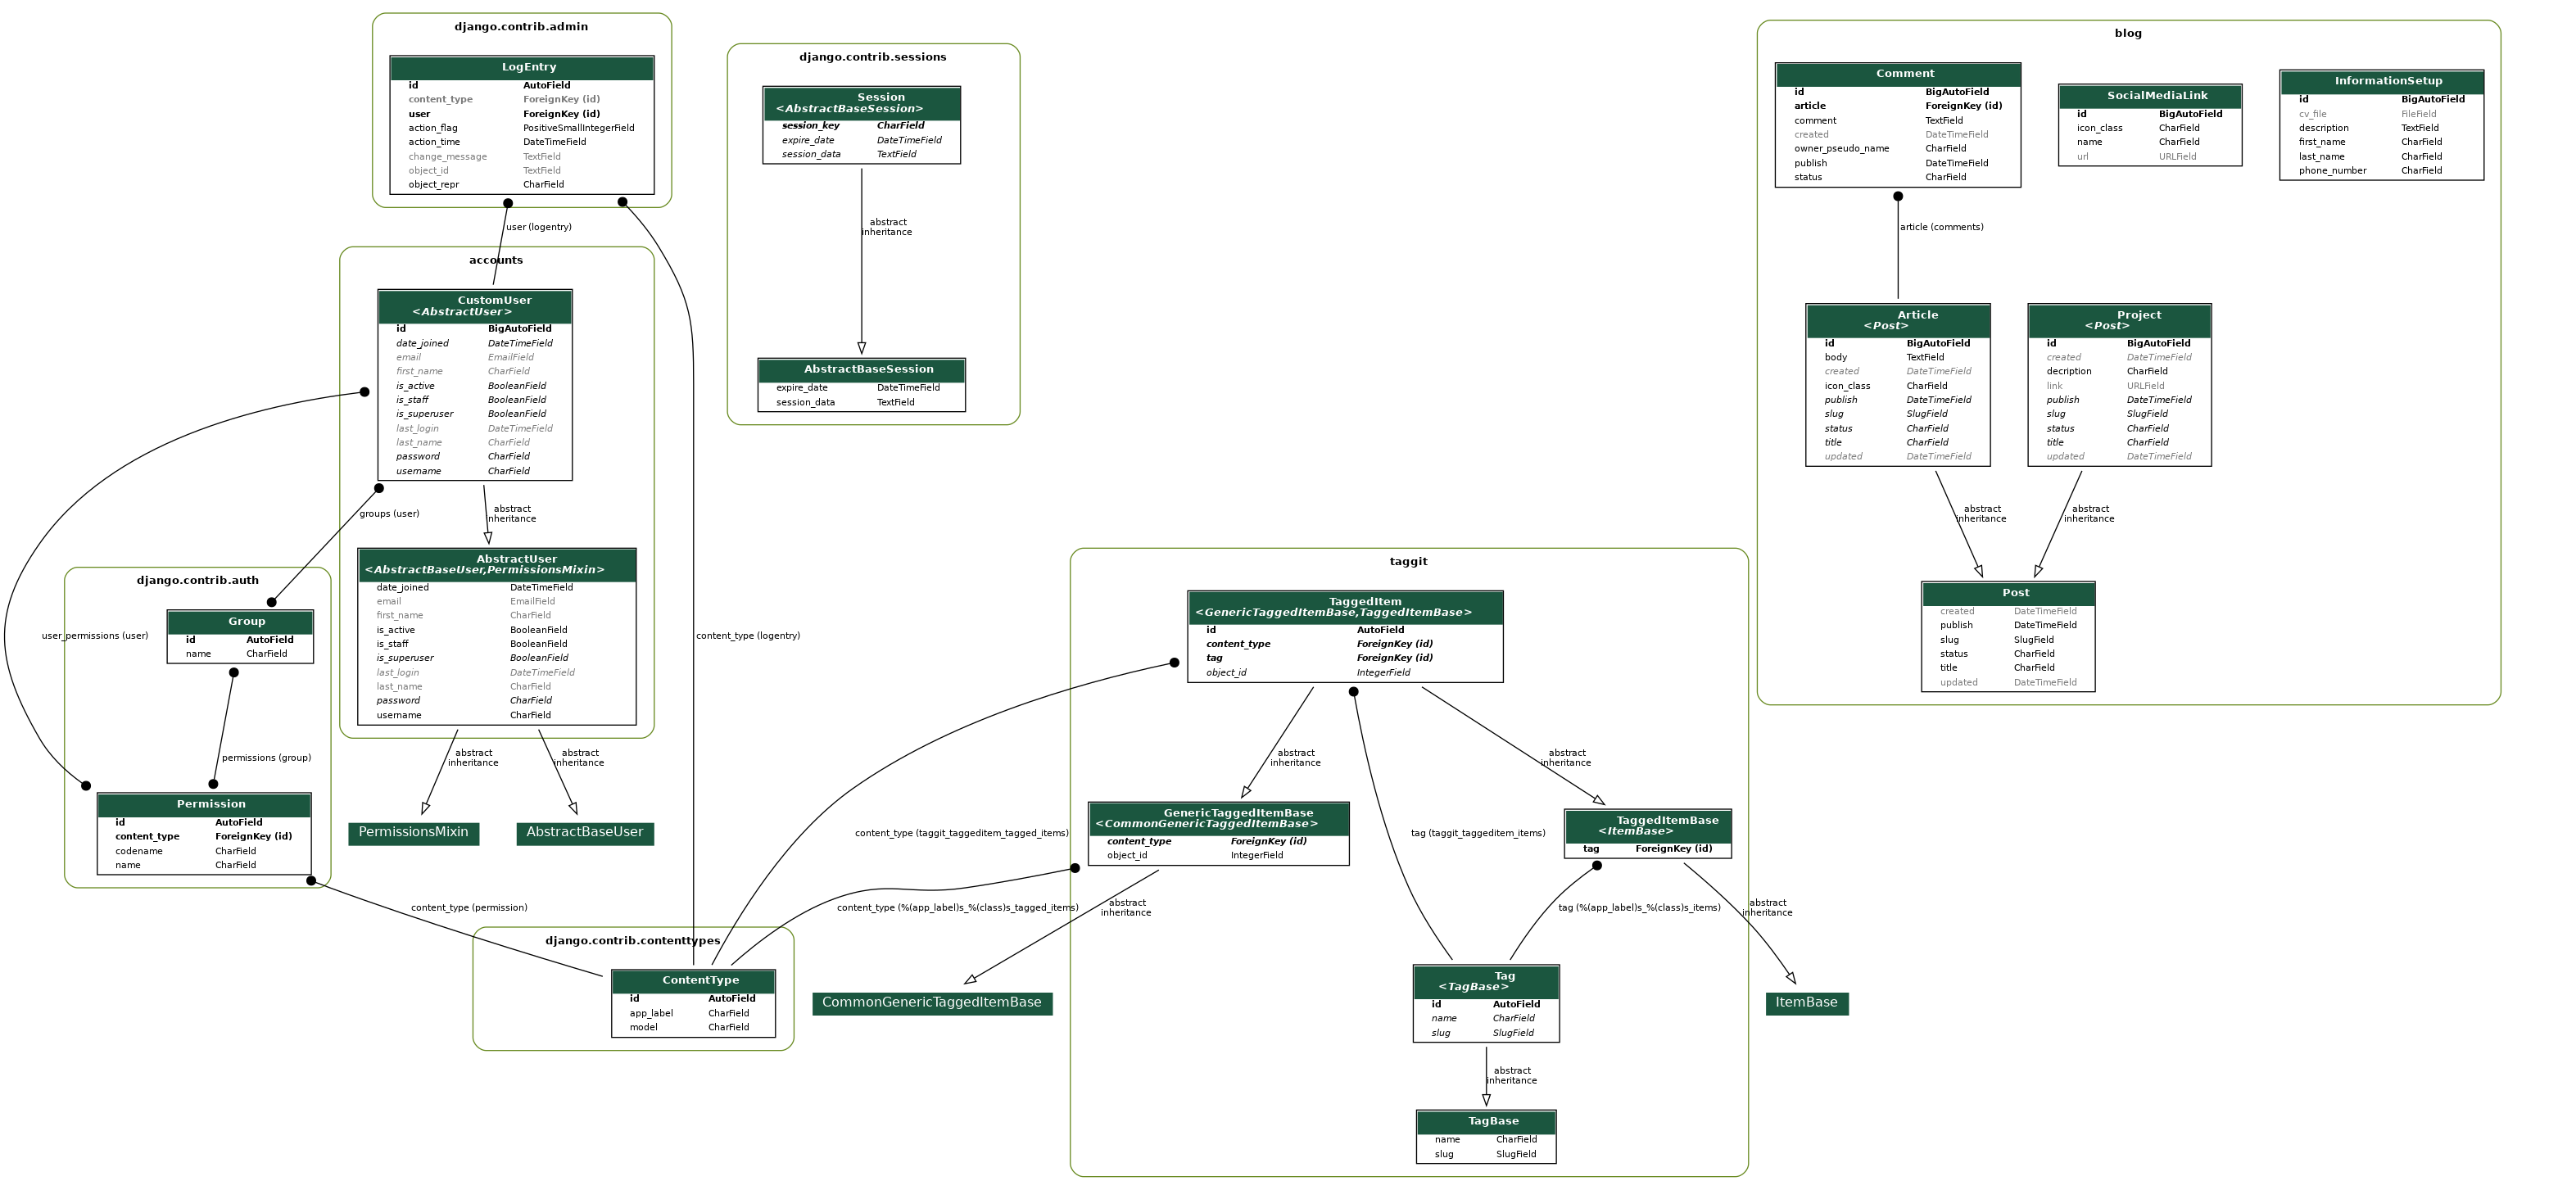 django.contrib.admin
LogEntry
id AutoField
content_type ForeignKey (id)
user ForeignKey (id)
action_flag PositiveSmallIntegerField
action_time DateTimeField
change_message TextField
object_id TextField
object_repr CharField
user (logentry)
accounts
CustomUser
<AbstractUser>
id BigAutoField
date_joined DateTimeField
email EmailField
first_name CharField
is_active BooleanField
is_staff BooleanField
is_superuser BooleanField
last_login DateTimeField
last_name CharField
password CharField
username CharField
groups (user)
abstract
inheritance
AbstractUser
<AbstractBaseUser,PermissionsMixin>
date_joined DateTimeField
email EmailField
first_name CharField
is_active BooleanField
is_staff BooleanField
is_superuser BooleanField
last_login DateTimeField
last_name CharField
password CharField
username CharField
abstract
inheritance
abstract
inheritance
PermissionsMixin
AbstractBaseUser
django.contrib.auth
Group
id AutoField
name CharField
user_permissions (user)
permissions (group)
Permission
id AutoField
content_type ForeignKey (id)
codename CharField
name CharField
content_type (permission)
content_type (logentry)
django.contrib.contenttypes
ContentType
id AutoField
app_label CharField
model CharField
django.contrib.sessions
Session
<AbstractBaseSession>
session_key CharField
expire_date DateTimeField
session_data TextField
abstract
inheritance
AbstractBaseSession
expire_date DateTimeField
session_data TextField
taggit
TaggedItem
<GenericTaggedItemBase,TaggedItemBase>
id AutoField
content_type ForeignKey (id)
tag ForeignKey (id)
object_id IntegerField
abstract
inheritance
abstract
inheritance
content_type (taggit_taggeditem_tagged_items)
GenericTaggedItemBase
<CommonGenericTaggedItemBase>
content_type ForeignKey (id)
object_id IntegerField
tag (taggit_taggeditem_items)
TaggedItemBase
<ItemBase>
tag ForeignKey (id)
content_type (%(app_label)s_%(class)s_tagged_items)
abstract
inheritance
tag (%(app_label)s_%(class)s_items)
abstract
inheritance
CommonGenericTaggedItemBase
Tag
<TagBase>
id AutoField
name CharField
slug SlugField
ItemBase
abstract
inheritance
TagBase
name CharField
slug SlugField
blog
Comment
id BigAutoField
article ForeignKey (id)
comment TextField
created DateTimeField
owner_pseudo_name CharField
publish DateTimeField
status CharField
SocialMediaLink
id BigAutoField
icon_class CharField
name CharField
url URLField
InformationSetup
id BigAutoField
cv_file FileField
description TextField
first_name CharField
last_name CharField
phone_number CharField
article (comments)
Article
<Post>
id BigAutoField
body TextField
created DateTimeField
icon_class CharField
publish DateTimeField
slug SlugField
status CharField
title CharField
updated DateTimeField
Project
<Post>
id BigAutoField
created DateTimeField
decription CharField
link URLField
publish DateTimeField
slug SlugField
status CharField
title CharField
updated DateTimeField
abstract
inheritance
abstract
inheritance
Post
created DateTimeField
publish DateTimeField
slug SlugField
status CharField
title CharField
updated DateTimeField